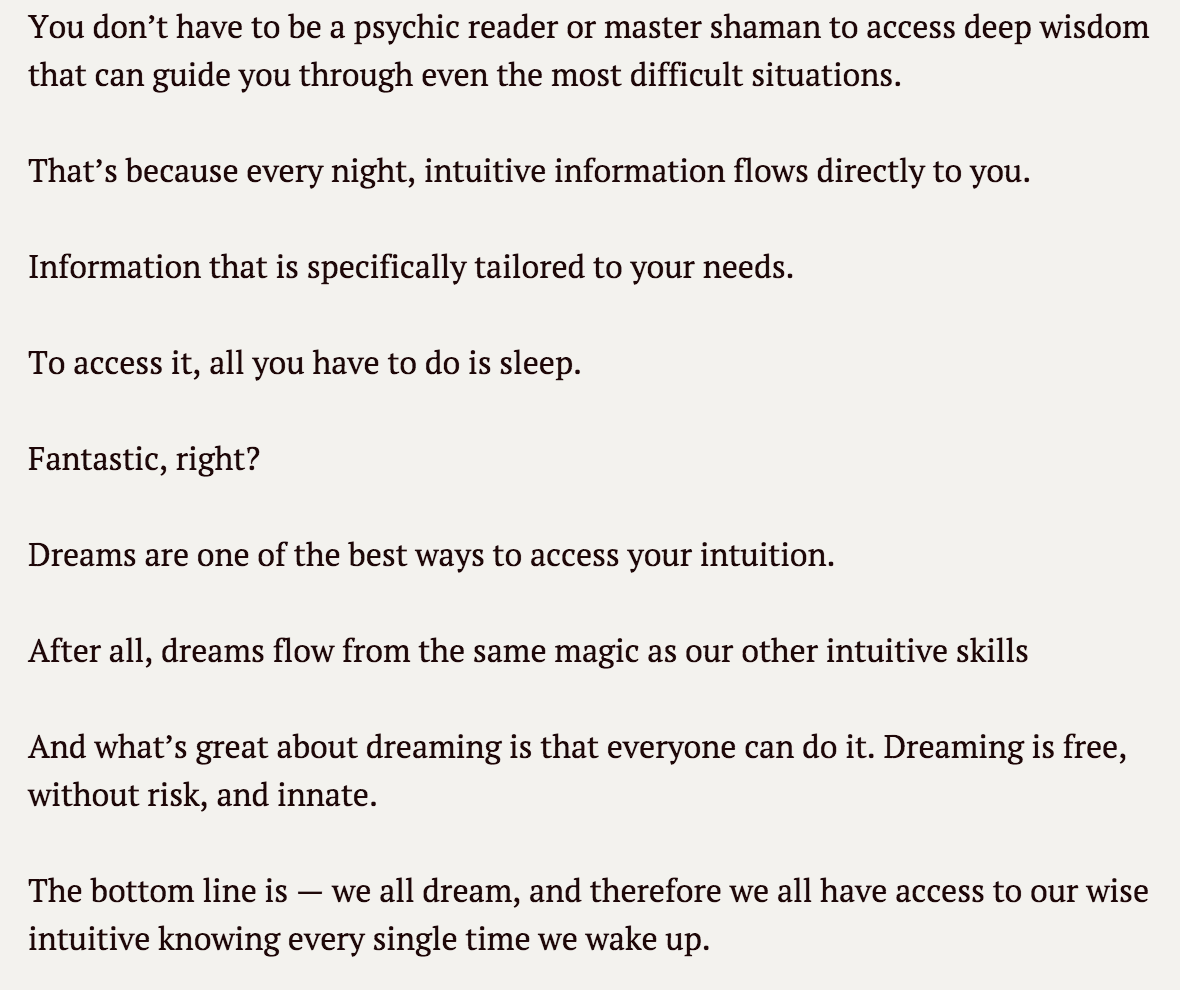 You don’t have to be a psychic reader or master shaman to access deep wisdom
that can guide you through even the most difficult situations.
That’s because every night, intuitive information flows directly to you.
Information that is specifically tailored to your needs.
To access it, all you have to do is sleep.
Fantastic, right?
Dreams are one of the best ways to access your intuition.
After all, dreams flow from the same magic as our other intuitive skills
And what’s great about dreaming is that everyone can do it. Dreaming is free,
without risk, and innate.
The bottom line is — we all dream, and therefore we all have access to our wise
intuitive knowing every single time we wake up.